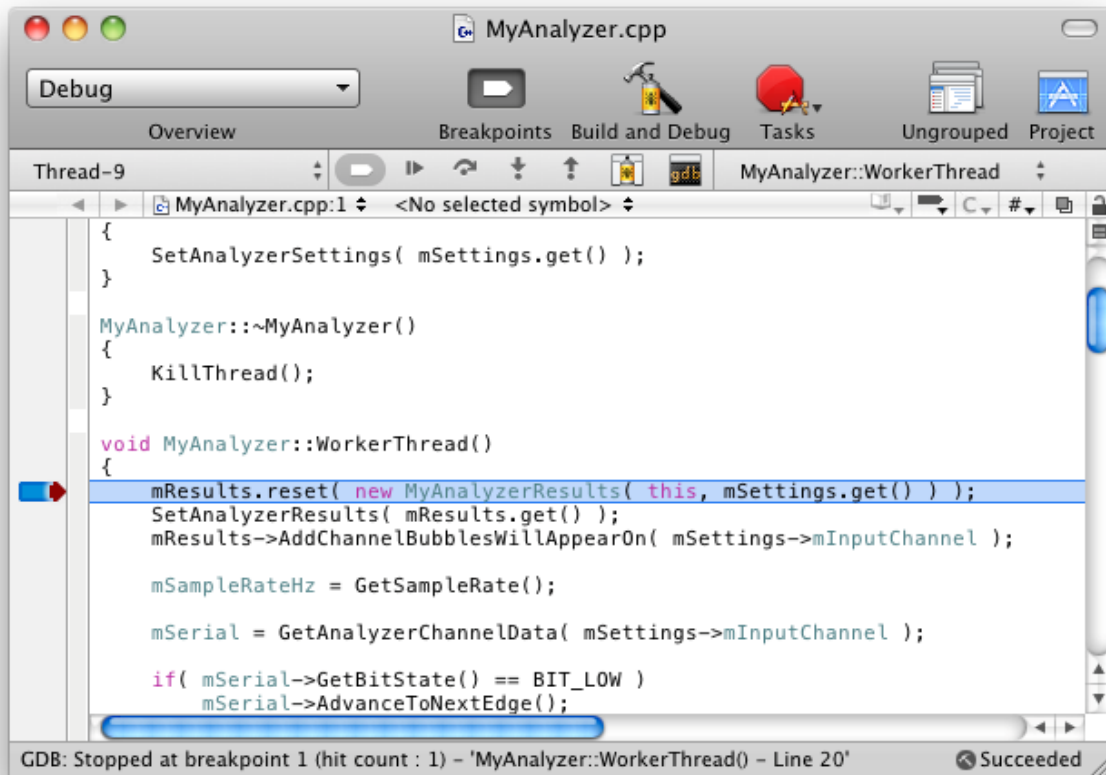 MyAnalyzer.cpp
Debug
Overview Breakpoints Build and Debug Tasks Ungrouped Project
Thread-9 gdb MyAnalyzer::WorkerThread
MyAnalyzer.cpp:1 <No selected symbol> C #
{
    SetAnalyzerSettings( mSettings.get() );
}
MyAnalyzer::~MyAnalyzer()
{
    KillThread();
}
void MyAnalyzer::WorkerThread()
{
    mResults.reset( new MyAnalyzerResults( this, mSettings.get() ) );
    SetAnalyzerResults( mResults.get() );
    mResults->AddChannelBubblesWillAppearOn( mSettings->mInputChannel );
    mSampleRateHz = GetSampleRate();
    mSerial = GetAnalyzerChannelData( mSettings->mInputChannel );
    if( mSerial->GetBitState() == BIT_LOW )
        mSerial->AdvanceToNextEdge();
GDB: Stopped at breakpoint 1 (hit count : 1) – 'MyAnalyzer::WorkerThread() – Line 20' Succeeded